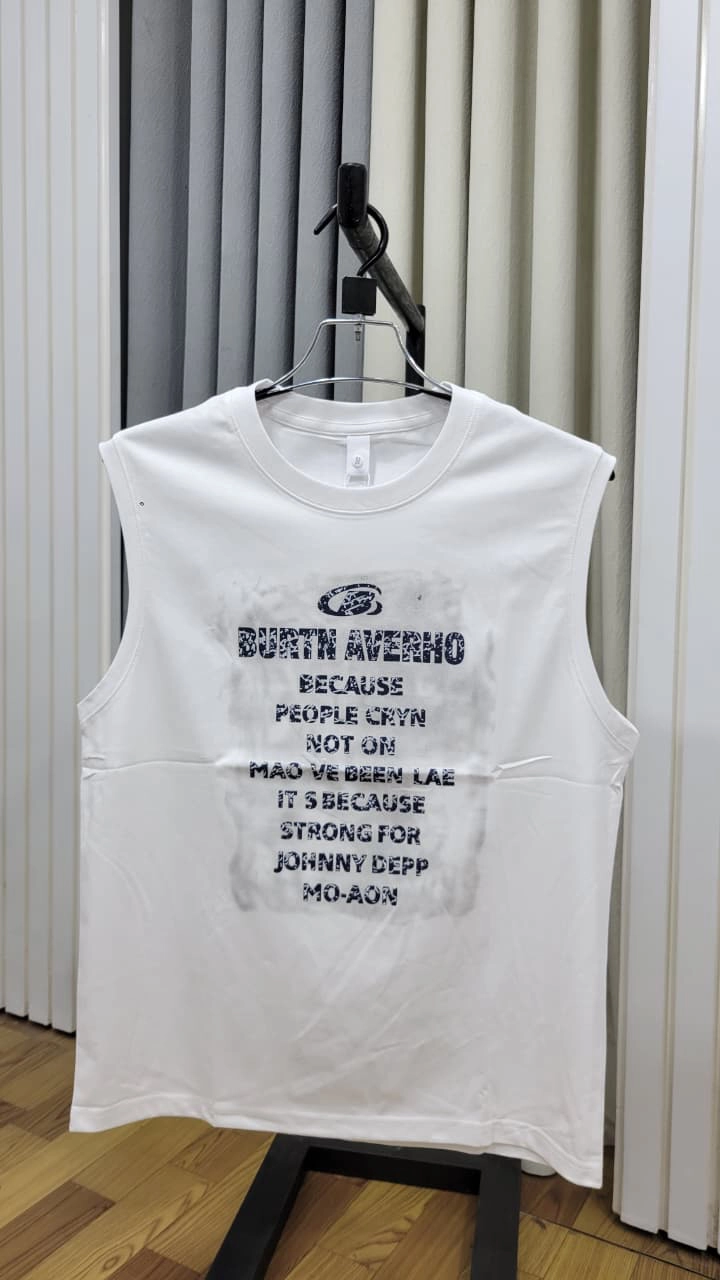 BURTN AVERHO
BECAUSE
PEOPLE CRYN
NOT ON
MAO VE BEEN LAE
IT S BECAUSE
STRONG FOR
JOHNNY DEPP
MO-AON